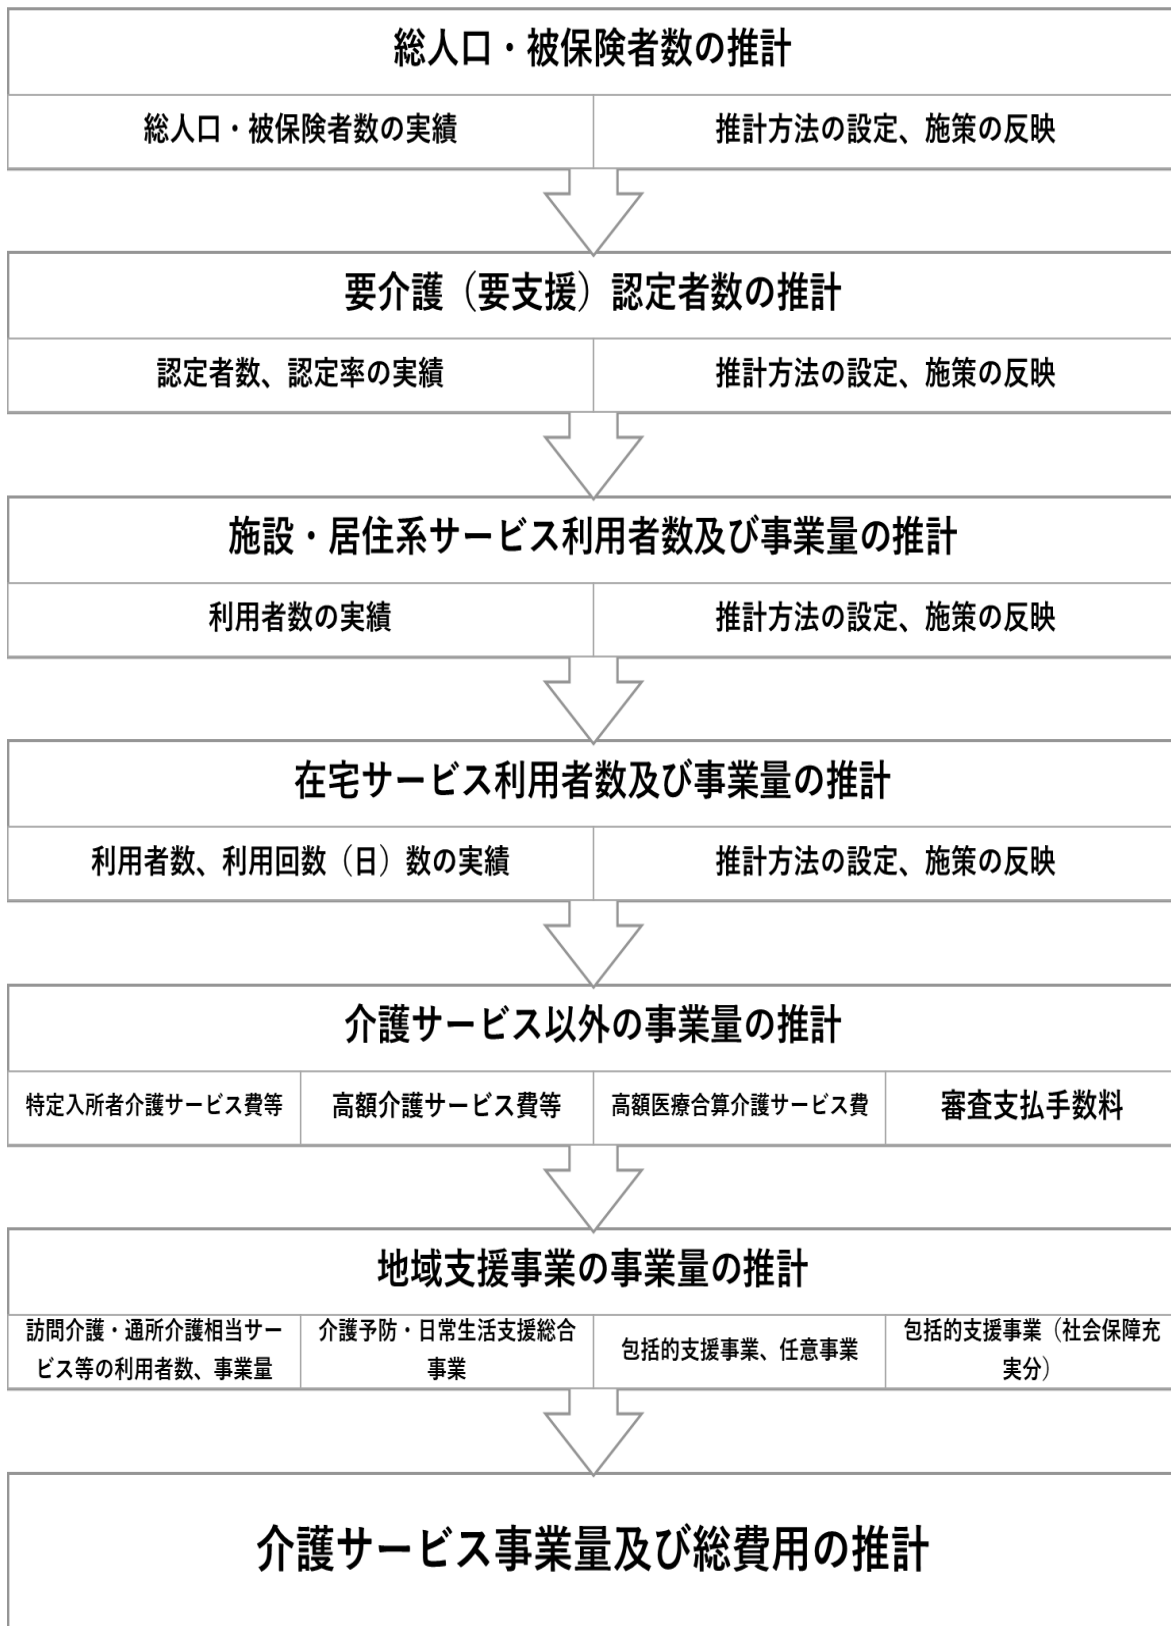 総人口・被保険者数の推計
総人口・被保険者数の実績
推計方法の設定、施策の反映
要介護（要支援）認定者数の推計
認定者数、認定率の実績
推計方法の設定、施策の反映
施設・居住系サービス利用者数及び事業量の推計
利用者数の実績
推計方法の設定、施策の反映
在宅サービス利用者数及び事業量の推計
利用者数、利用回数（日）数の実績
推計方法の設定、施策の反映
介護サービス以外の事業量の推計
特定入所者介護サービス費等
高額介護サービス費等
高額医療合算介護サービス費
審査支払手数料
地域支援事業の事業量の推計
訪問介護・通所介護相当サー
ビス等の利用者数、事業量
介護予防・日常生活支援総合
事業
包括的支援事業、任意事業
包括的支援事業（社会保障充
実分）
介護サービス事業量及び総費用の推計